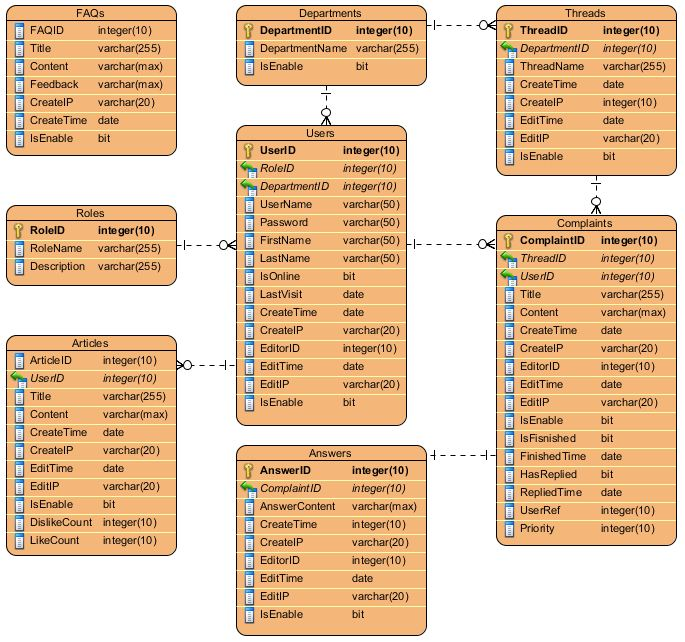 FAQs
FAQID integer(10)
Title varchar(255)
Content varchar(max)
Feedback varchar(max)
CreateIP varchar(20)
CreateTime date
IsEnable bit
Departments
DepartmentID integer(10)
DepartmentName varchar(255)
IsEnable bit
Threads
ThreadID integer(10)
DepartmentID integer(10)
ThreadName varchar(255)
CreateTime date
CreateIP integer(10)
EditTime date
EditIP varchar(20)
IsEnable bit
Users
UserID integer(10)
RoleID integer(10)
DepartmentID integer(10)
UserName varchar(50)
Password varchar(50)
FirstName varchar(50)
LastName varchar(50)
IsOnline bit
LastVisit date
CreateTime date
CreateIP varchar(20)
EditorID integer(10)
EditTime date
EditIP varchar(20)
IsEnable bit
Roles
RoleID integer(10)
RoleName varchar(255)
Description varchar(255)
Complaints
ComplaintID integer(10)
ThreadID integer(10)
UserID integer(10)
Title varchar(255)
Content varchar(max)
CreateTime date
CreateIP varchar(20)
EditorID integer(10)
EditTime date
EditIP varchar(20)
IsEnable bit
IsFisnished bit
FinishedTime date
HasReplied bit
RepliedTime date
UserRef integer(10)
Priority integer(10)
Articles
ArticleID integer(10)
UserID integer(10)
Title varchar(255)
Content varchar(max)
CreateTime date
CreateIP varchar(20)
EditTime date
EditIP varchar(20)
IsEnable bit
DislikeCount integer(10)
LikeCount integer(10)
Answers
AnswerID integer(10)
ComplaintID integer(10)
AnswerContent varchar(max)
CreateTime integer(10)
CreateIP varchar(20)
EditorID integer(10)
EditTime date
EditIP varchar(20)
IsEnable bit